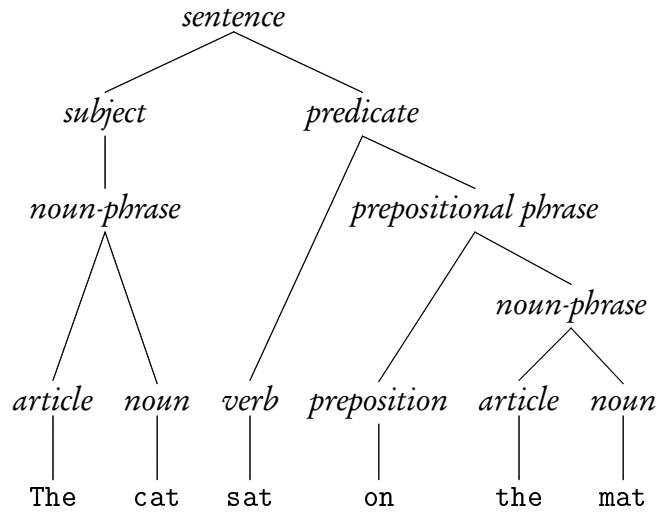 sentence
subject predicate
noun-phrase prepositional phrase
noun-phrase
article noun verb preposition article noun
The cat sat on the mat